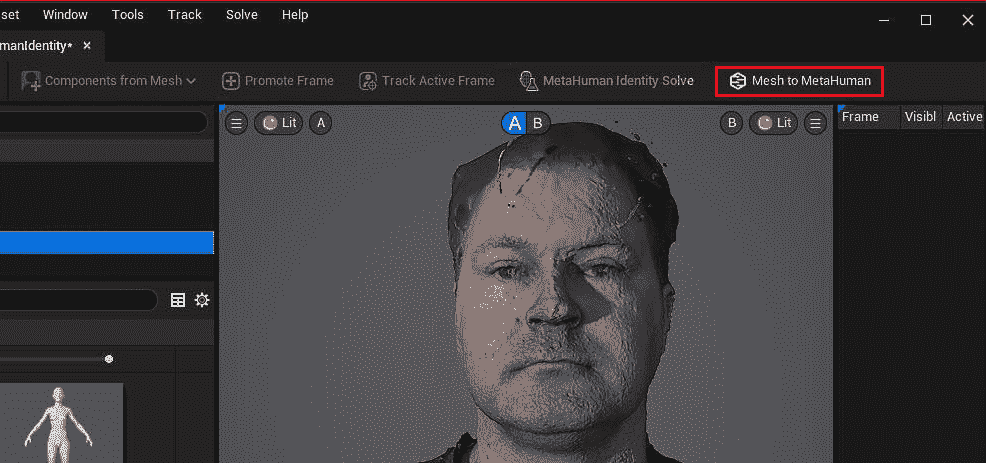 set Window Tools Track Solve Help
manIdentity*
Components from Mesh Promote Frame Track Active Frame MetaHuman Identity Solve Mesh to MetaHuman
Lit A A B B Lit Frame Visibl Active